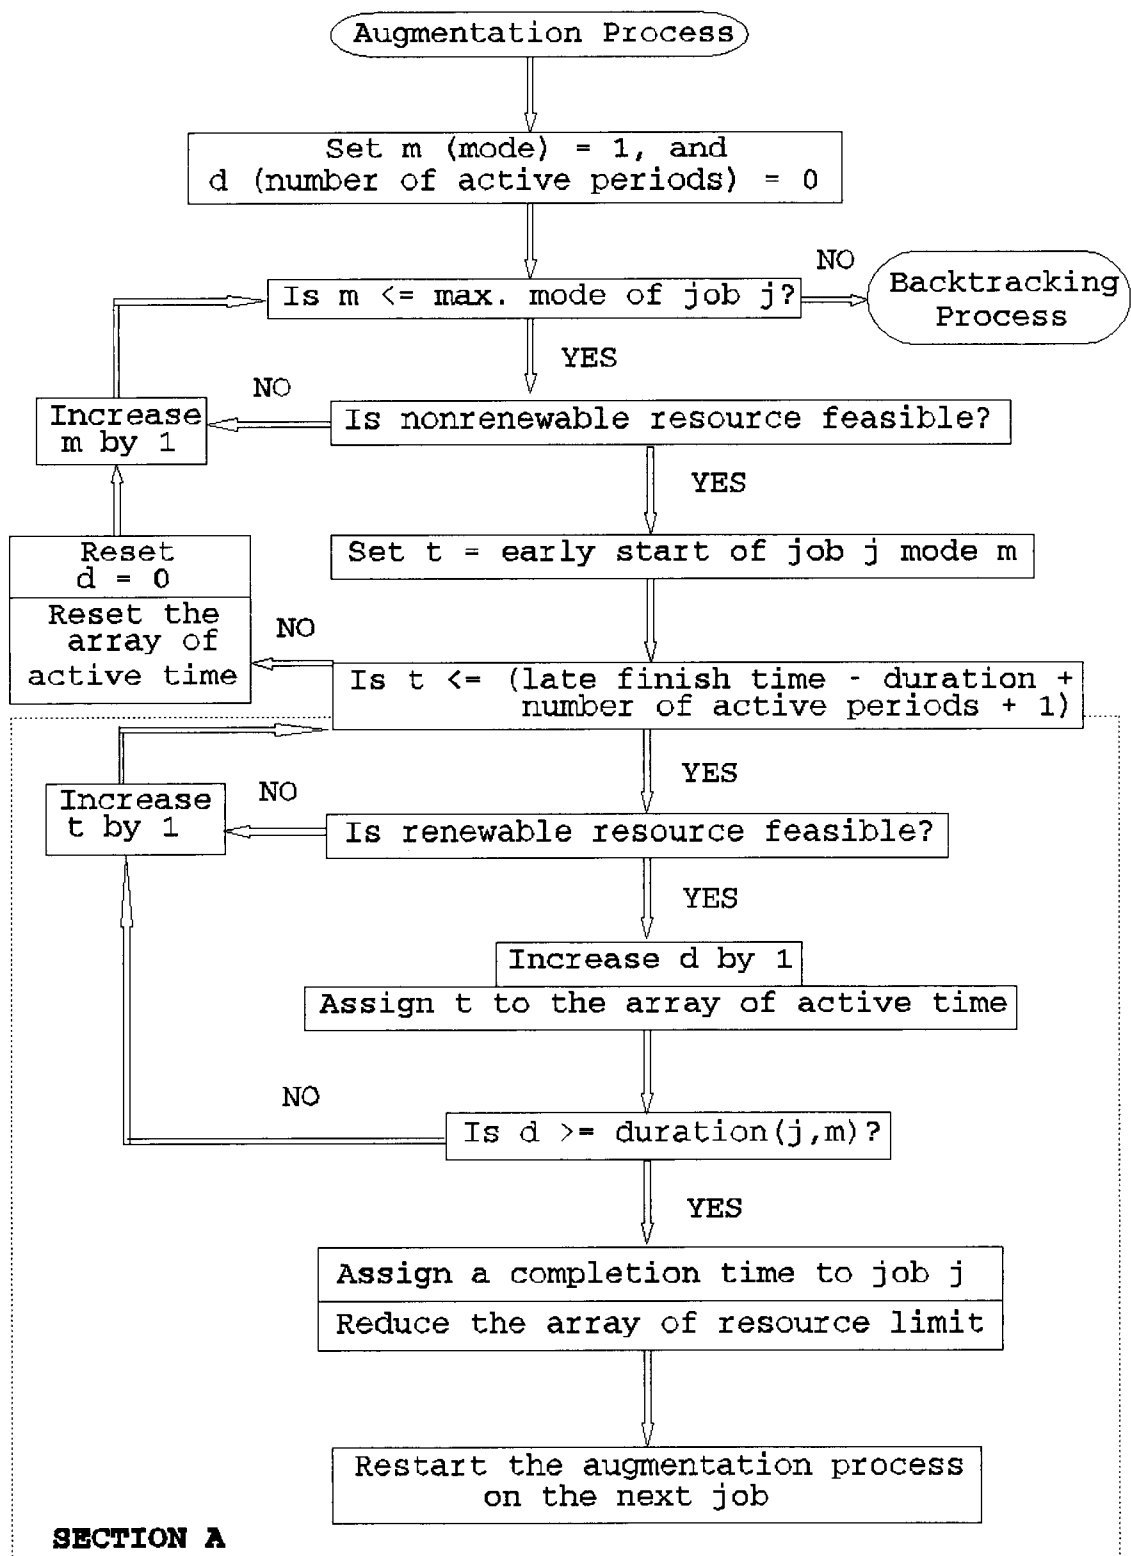 Augmentation Process
Set m (mode) = 1, and
d (number of active periods) = 0
NO
Is m <= max. mode of job j?
Backtracking
Process
YES
NO
Increase
m by 1
Is nonrenewable resource feasible?
YES
Reset
d = 0
Set t = early start of job j mode m
Reset the
array of
active time
NO
Is t <= (late finish time - duration +
number of active periods + 1)
YES
NO
Increase
t by 1
Is renewable resource feasible?
YES
Increase d by 1
Assign t to the array of active time
NO
Is d >= duration(j,m)?
YES
Assign a completion time to job j
Reduce the array of resource limit
Restart the augmentation process
on the next job
SECTION A